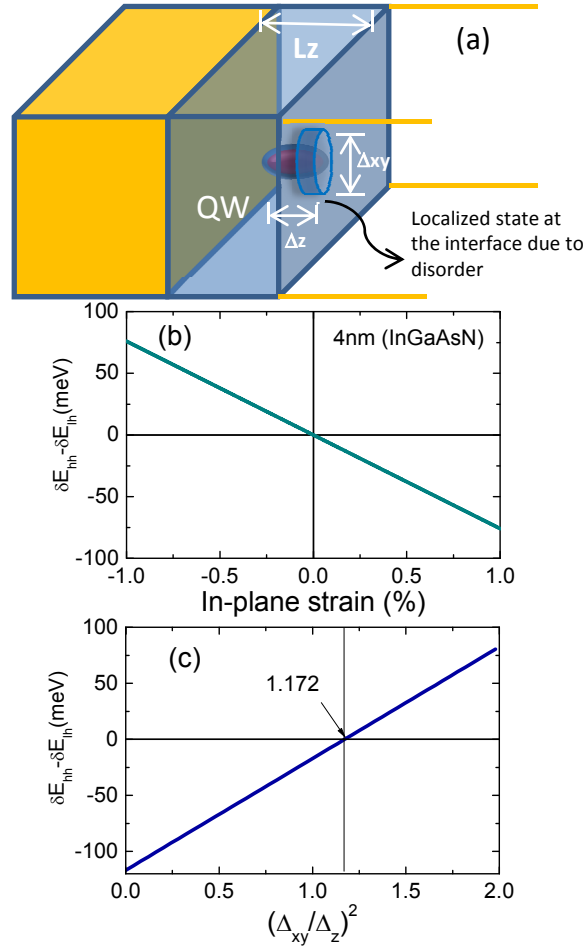 Lz
(a)
Δxy
QW
Δz
Localized state at
the interface due to
disorder
100
(b)
4nm (InGaAsN)
50
0
-50
-100
δEhh-δElh(meV)
-1.0 -0.5 0.0 0.5 1.0
In-plane strain (%)
100
(c)
50
1.172
0
-50
-100
δEhh-δElh(meV)
0.0 0.5 1.0 1.5 2.0
(Δxy/Δz)²